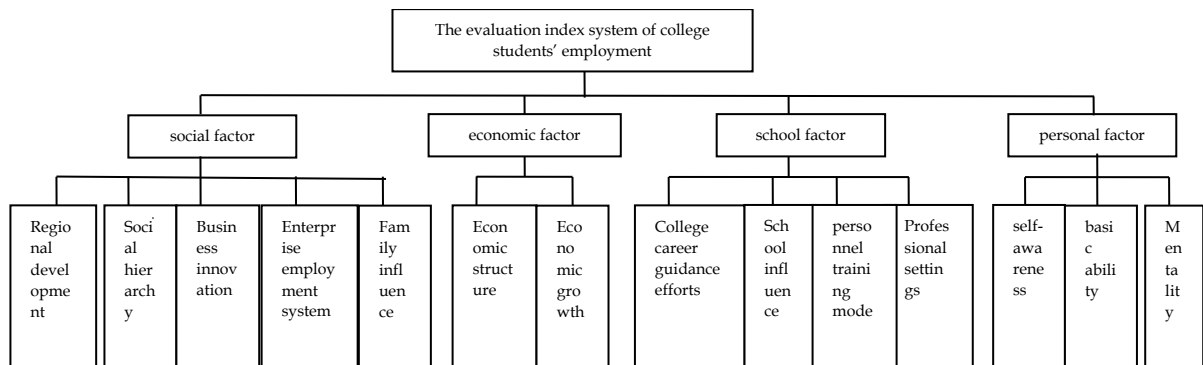 The evaluation index system of college
students’ employment
social factor
economic factor
school factor
personal factor
Regio
nal
devel
opme
nt
Soci
al
hier
arch
y
Busin
ess
innov
ation
Enterpr
ise
employ
ment
system
Fam
ily
infl
uen
ce
Econ
omic
struct
ure
Eco
no
mic
gro
wth
College
career
guidance
efforts
Sch
ool
infl
uen
ce
perso
nnel
traini
ng
mode
Profes
sional
settin
gs
self-
awa
rene
ss
basi
c
abili
ty
M
en
ta
lity